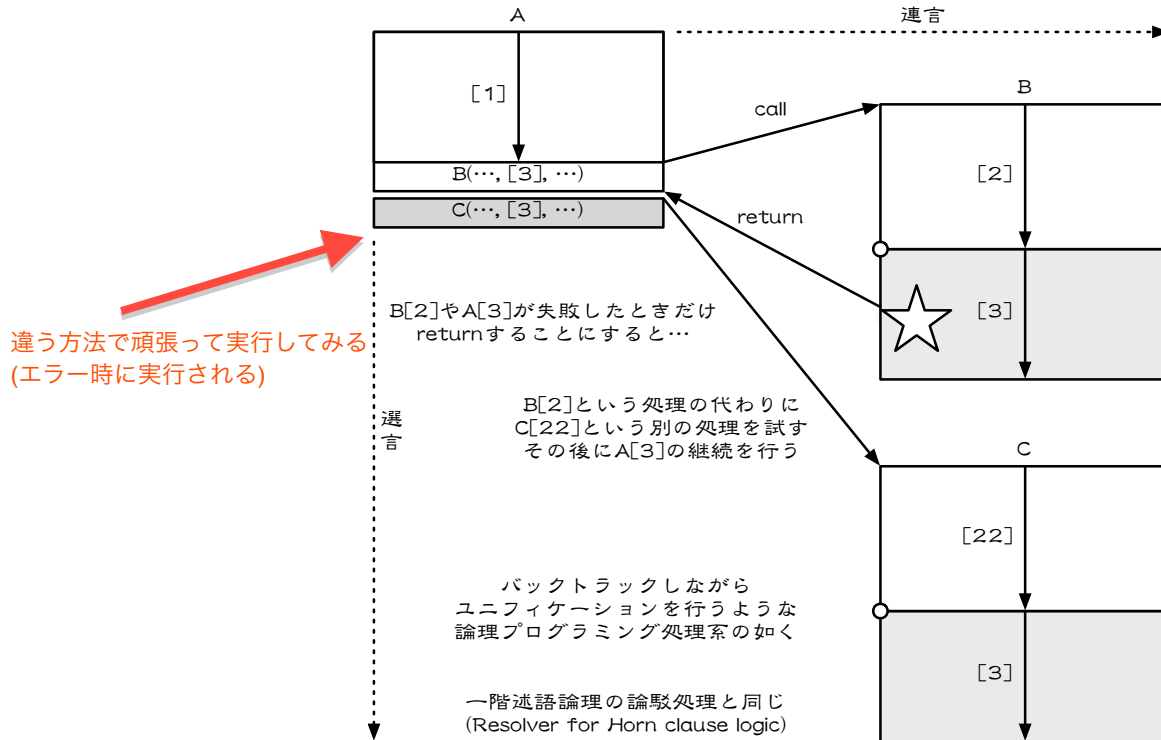 A
連言
[1]
call
B
B(…, [3], …)
[2]
C(…, [3], …)
return
B[2]やA[3]が失敗したときだけ
returnすることにすると…
[3]
違う方法で頑張って実行してみる
(エラー時に実行される)
選言
B[2]という処理の代わりに
C[22]という別の処理を試す
その後にA[3]の継続を行う
C
[22]
バックトラックしながら
ユニフィケーションを行うような
論理プログラミング処理系の如く
[3]
一階述語論理の論駁処理と同じ
(Resolver for Horn clause logic)